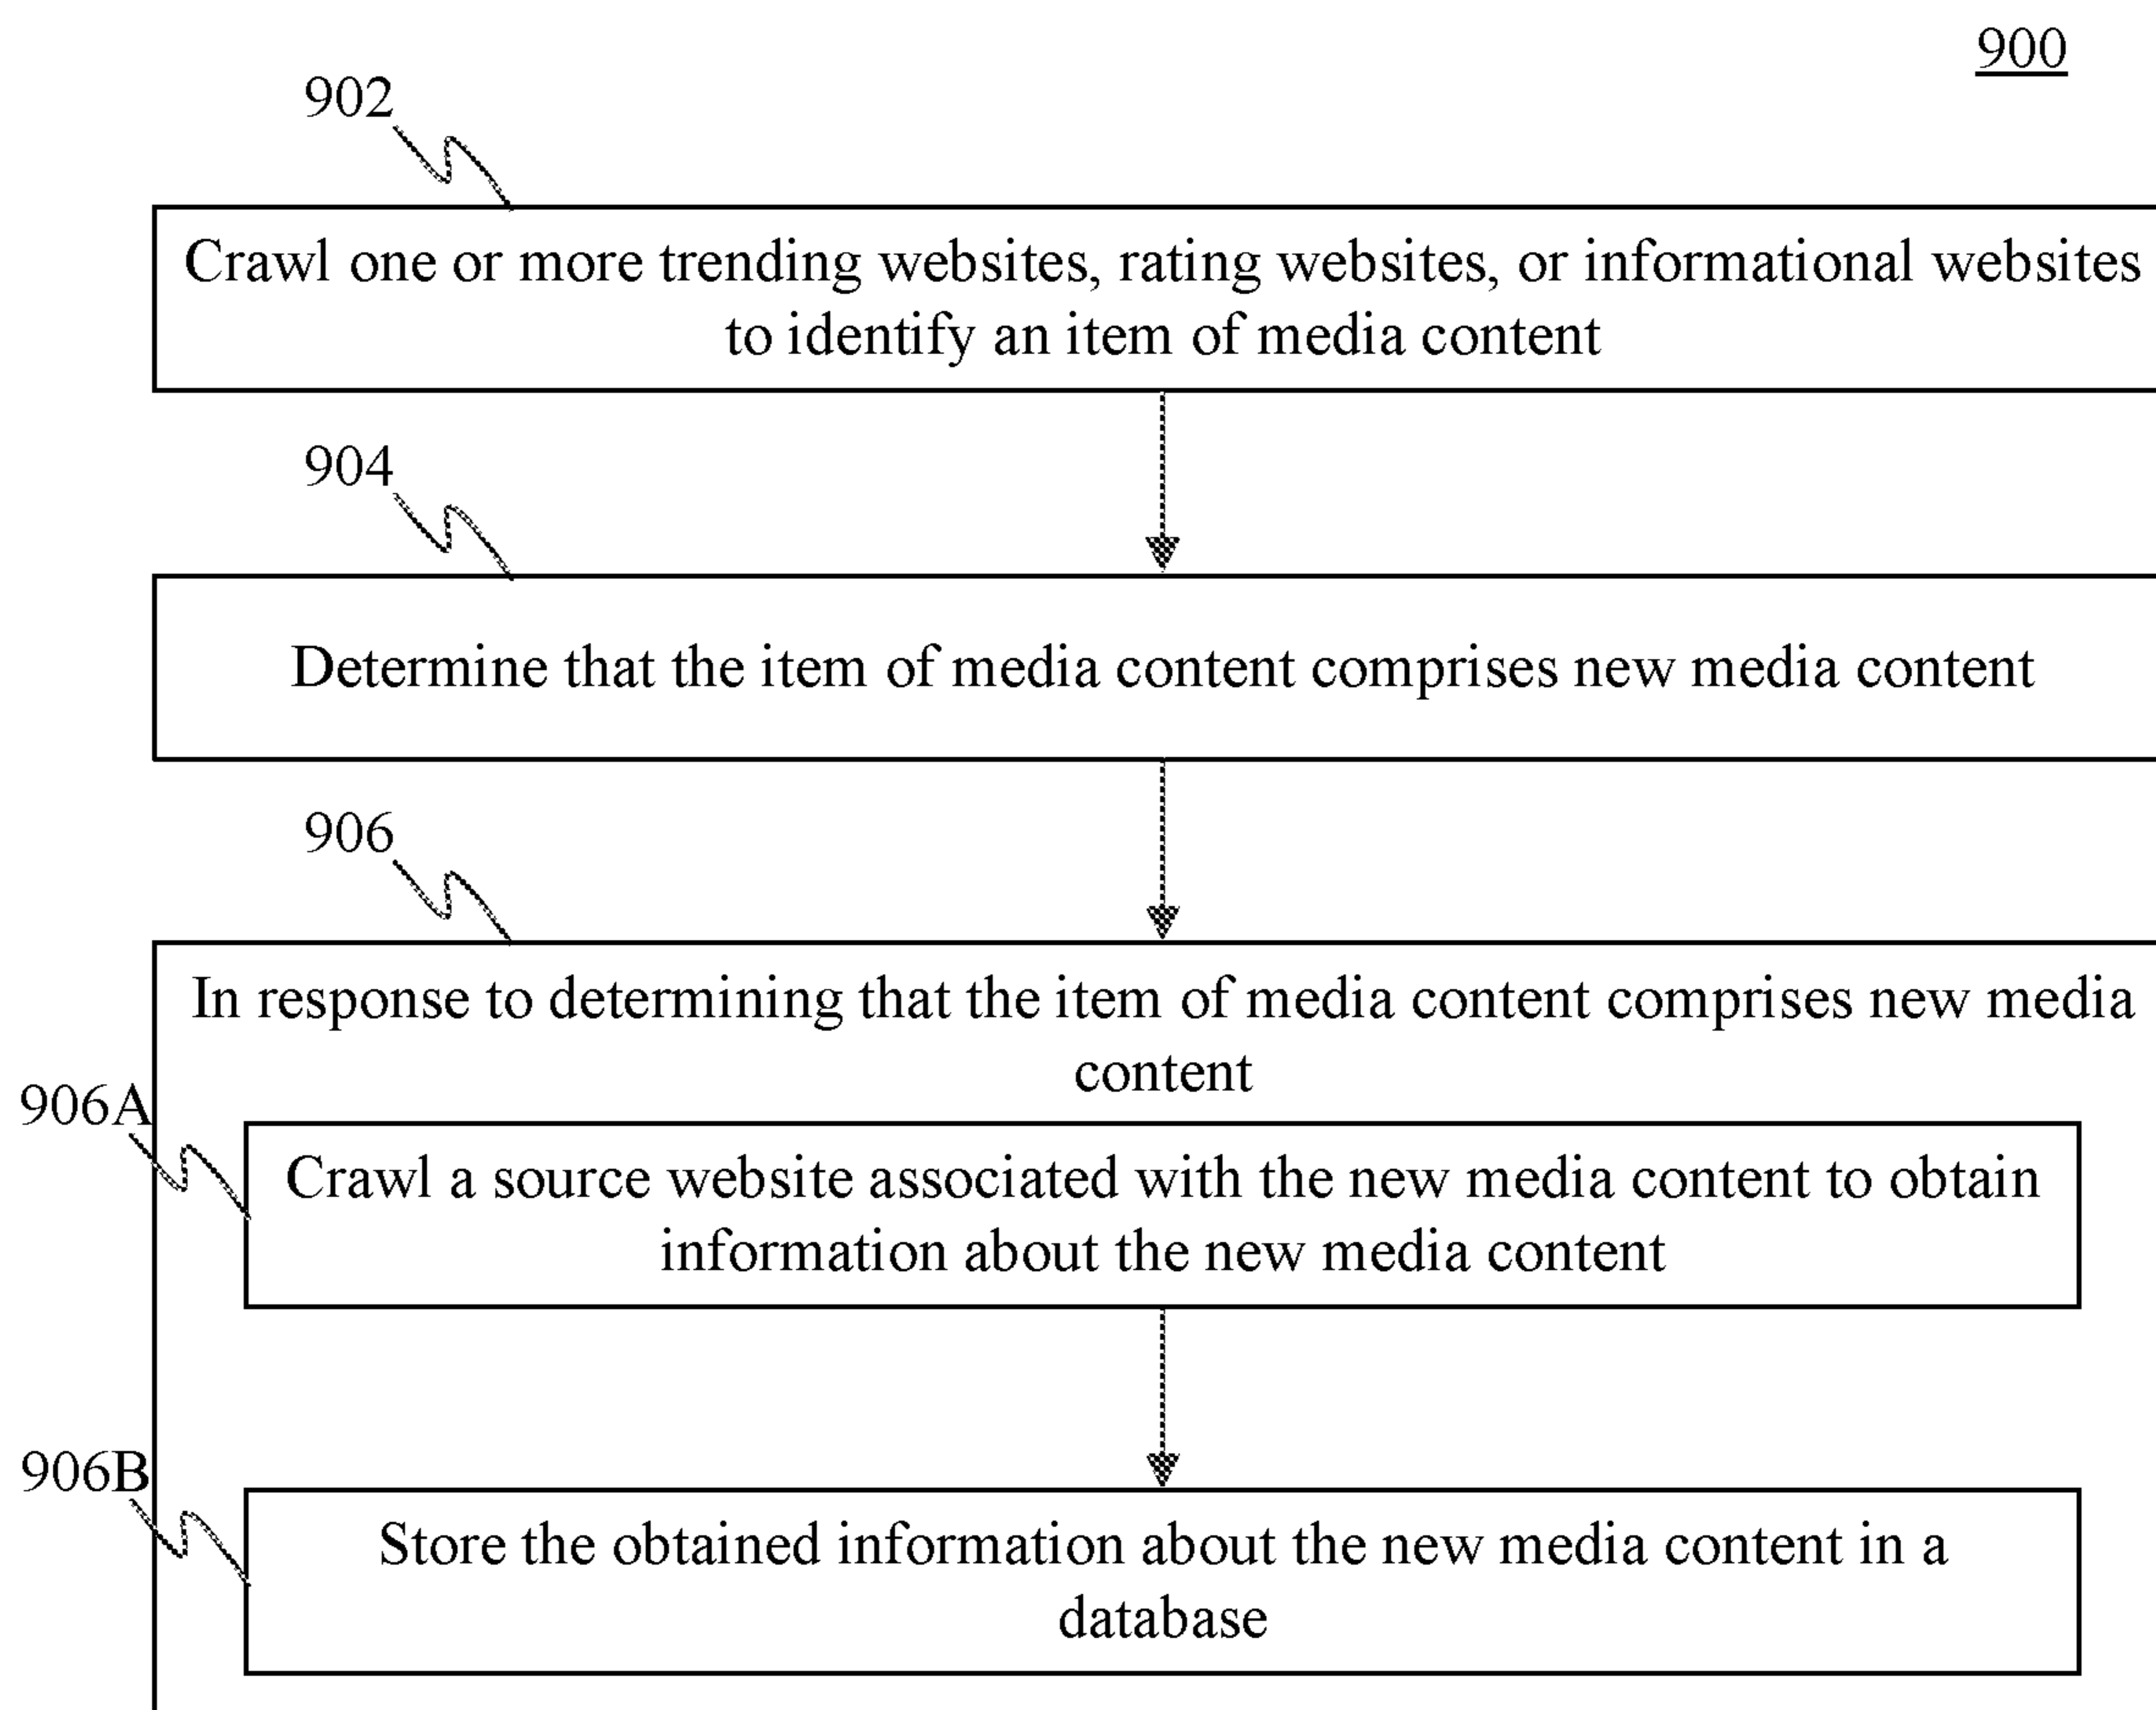 900
902
Crawl one or more trending websites, rating websites, or informational websites
to identify an item of media content
904
Determine that the item of media content comprises new media content
906
In response to determining that the item of media content comprises new media
content
906A
Crawl a source website associated with the new media content to obtain
information about the new media content
906B
Store the obtained information about the new media content in a
database